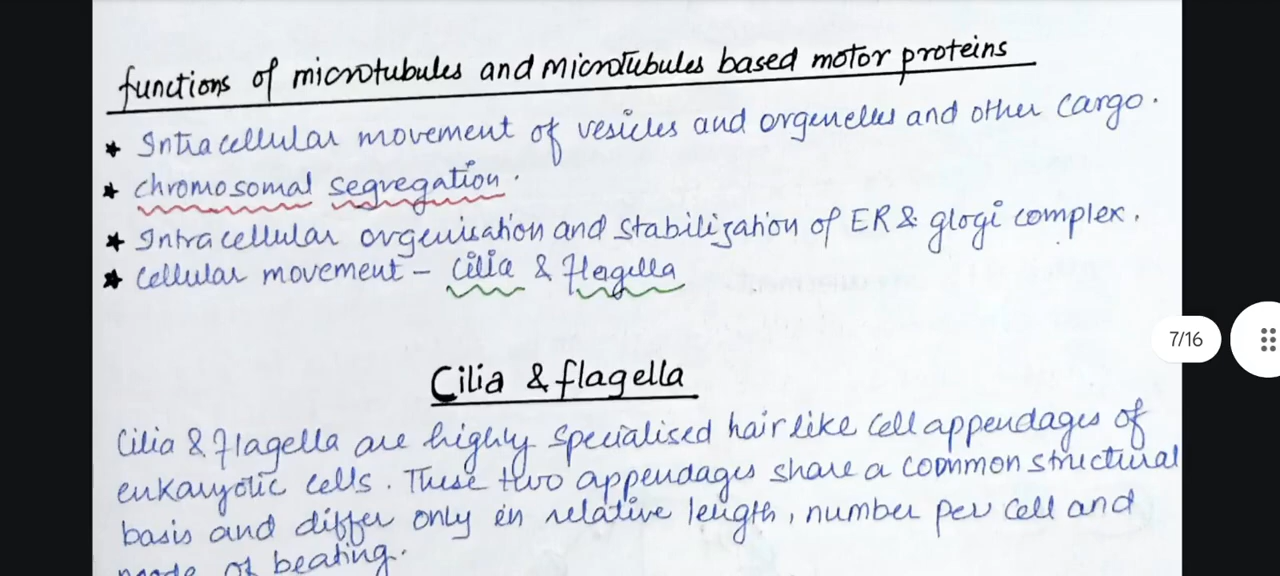 functions of microtubules and microtubules based motor proteins
★ Intracellular movement of vesicles and orgenelles and other cargo.
★ chromosomal segregation.
★ Intracellular orgenisation and stabilization of ER & glogi complex.
★ Cellular movement – Cilia & flagella
7/16
Cilia & flagella
Cilia & flagella are highly specialised hairlike cell appendages of
eukaryotic cells. These two appendages share a common structural
basis and differ only in relative length, number per cell and
mode of beating.